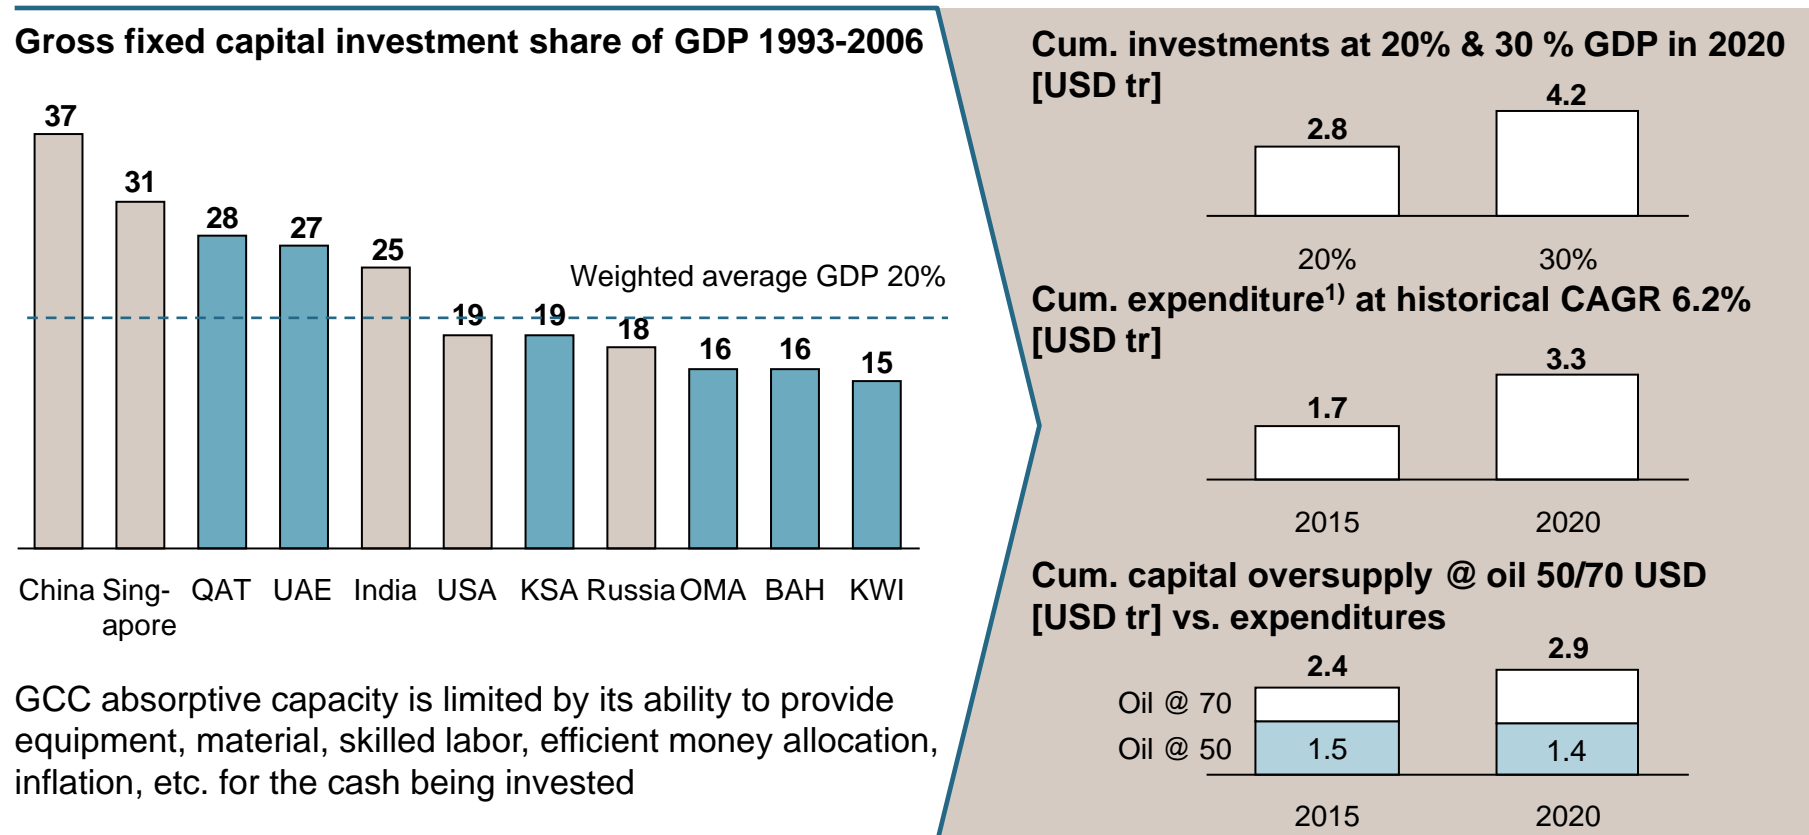 Gross fixed capital investment share of GDP 1993-2006
37
31
28
27
25
Weighted average GDP 20%
19
19
18
16
16
15
China
Sing-
apore
QAT
UAE
India
USA
KSA
Russia
OMA
BAH
KWI
GCC absorptive capacity is limited by its ability to provide
equipment, material, skilled labor, efficient money allocation,
inflation, etc. for the cash being invested
Cum. investments at 20% & 30 % GDP in 2020
[USD tr]
2.8
4.2
20%
30%
Cum. expenditure1) at historical CAGR 6.2%
[USD tr]
1.7
3.3
2015
2020
Cum. capital oversupply @ oil 50/70 USD
[USD tr] vs. expenditures
2.4
2.9
Oil @ 70
Oil @ 50
1.5
1.4
2015
2020